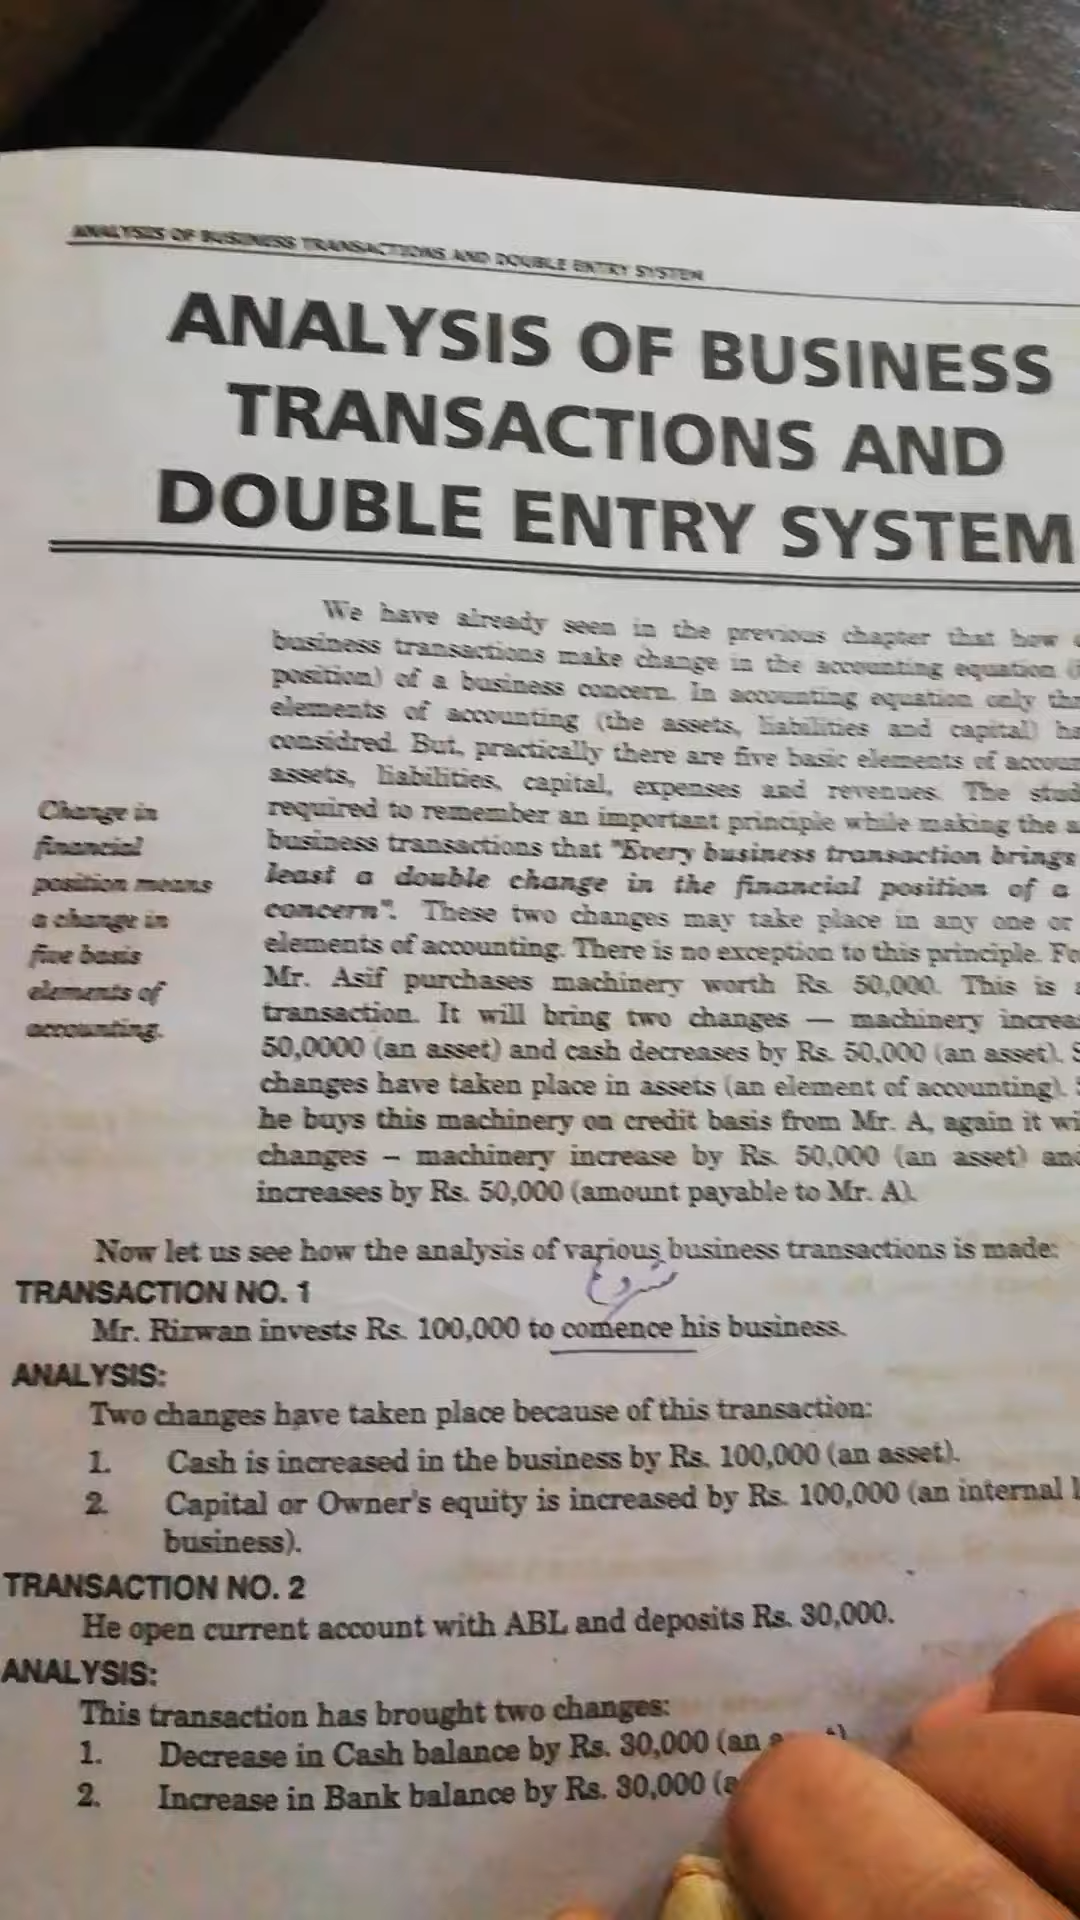 ANALYSIS OF BUSINESS TRANSACTIONS AND DOUBLE ENTRY SYSTEM
ANALYSIS OF BUSINESS
TRANSACTIONS AND
DOUBLE ENTRY SYSTEM
We have already seen in the previous chapter that how
business transactions make change in the accounting equation
position) of a business concern. In accounting equation only
elements of accounting (the assets, liabilities and capital)
considred. But, practically there are five basic elements of
assets, liabilities, capital, expenses and revenues. The
required to remember an important principle while making the
business transactions that "Every business transaction brings
least a double change in the financial position of a
concern". These two changes may take place in any one or
elements of accounting. There is no exception to this principle.
Mr. Asif purchases machinery worth Rs. 50,000. This is
transaction. It will bring two changes — machinery
50,0000 (an asset) and cash decreases by Rs. 50,000 (an asset).
changes have taken place in assets (an element of accounting).
he buys this machinery on credit basis from Mr. A, again it
changes – machinery increase by Rs. 50,000 (an asset)
increases by Rs. 50,000 (amount payable to Mr. A).
Change in
financial
position means
a change in
five basis
elements of
accounting.
Now let us see how the analysis of various business transactions is made:
TRANSACTION NO. 1
شروع
Mr. Rizwan invests Rs. 100,000 to comence his business.
ANALYSIS:
Two changes have taken place because of this transaction:
1. Cash is increased in the business by Rs. 100,000 (an asset).
2. Capital or Owner's equity is increased by Rs. 100,000 (an internal
business).
TRANSACTION NO. 2
He open current account with ABL and deposits Rs. 30,000.
ANALYSIS:
This transaction has brought two changes:
1. Decrease in Cash balance by Rs. 30,000 (an
2. Increase in Bank balance by Rs. 30,000